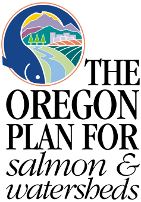 THE
OREGON
PLAN FOR
salmon &
watersheds